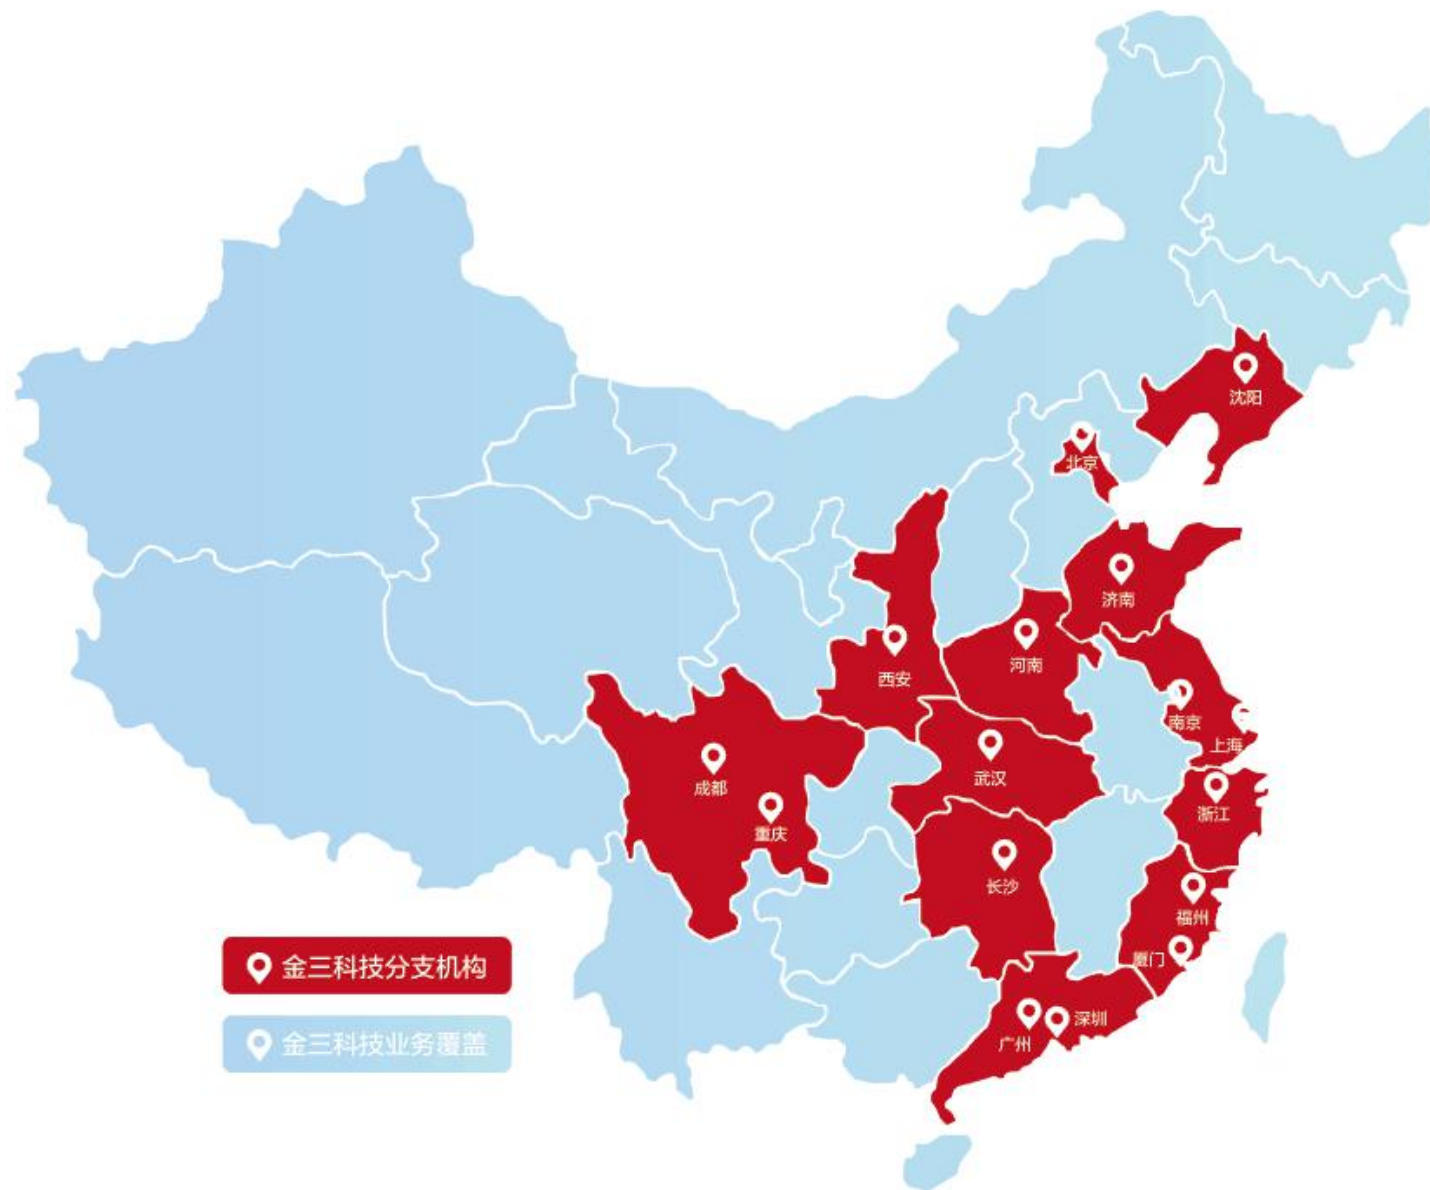 沈阳
北京
济南
河南
西安
南京
上海
武汉
成都
浙江
重庆
长沙
福州
厦门
金三科技分支机构
深圳
广州
金三科技业务覆盖